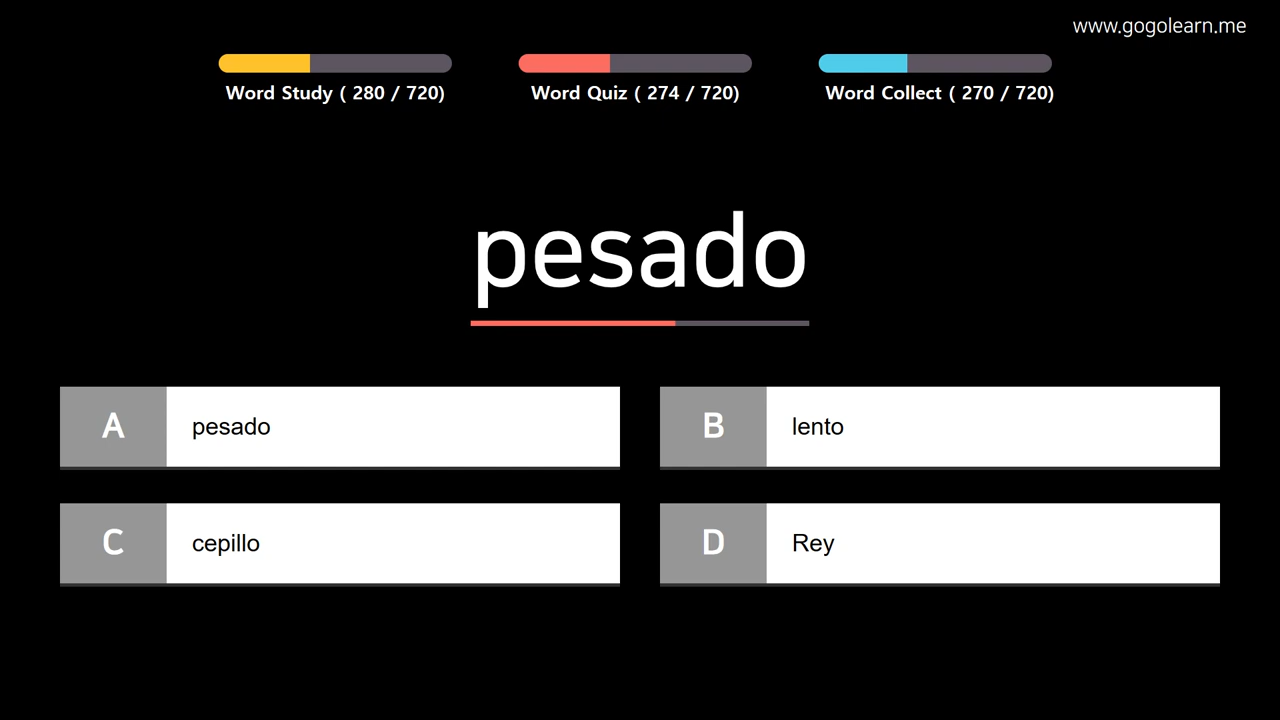 www.gogolearn.me
Word Study ( 280 / 720)
Word Quiz ( 274 / 720)
Word Collect ( 270 / 720)
pesado
A pesado
B lento
C cepillo
D Rey